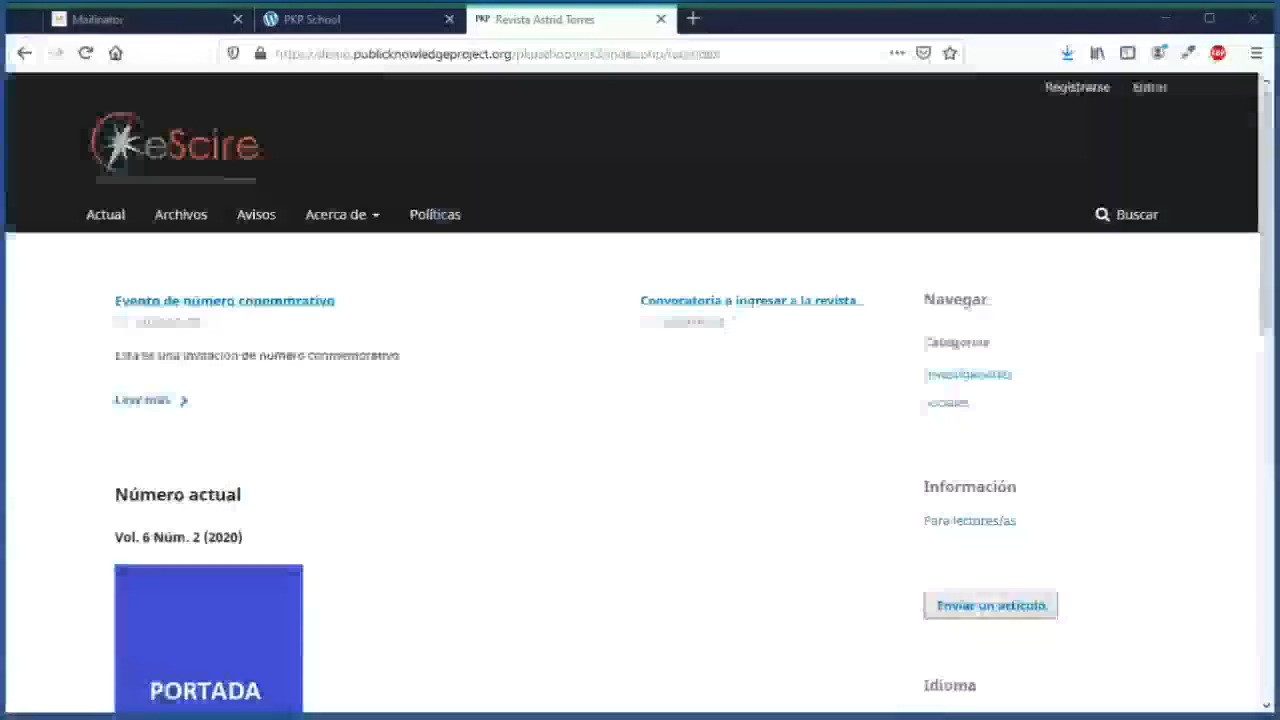 Mailinator
PKP School
PKP Revista Astrid Torres
publicknowledgeproject.org
Registrarse
Entrar
eScire
Actual
Archivos
Avisos
Acerca de
Políticas
Buscar
Evento de número conmemorativo
Convocatoria a ingresar a la revista
Esta es una invitación de número conmemorativo
Leer más
Navegar
Categorías
Número actual
Vol. 6 Núm. 2 (2020)
PORTADA
Información
Para lectores/as
Enviar un artículo
Idioma